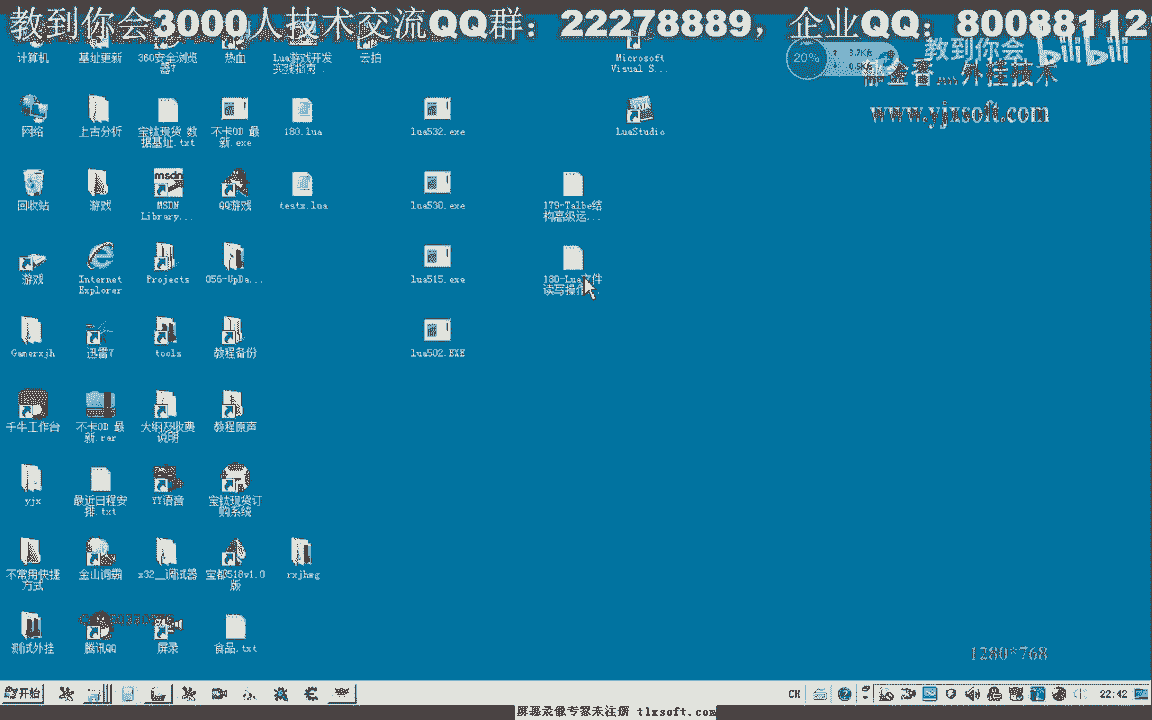 教到你会3000人技术交流QQ群：22278889，企业QQ：80088112
教到你会
bilibili
外挂技术
www.yjxsoft.com
20%
3.7K/s
0.5K/s
计算机
基址更新
360安全浏览器7
热血
Lua游戏开发实践指南...
云拍
Microsoft Visual S...
网络
上古分析
宝钛现货 数据基址.txt
不卡OD 最新.exe
180.lua
lua532.exe
LuaStudio
回收站
游戏
msdn
MSDN Library...
QQ游戏
testx.lua
lua530.exe
179-Talbe结构高级运...
游戏
Internet Explorer
Projects
056-UpDa...
lua515.exe
180-Lua文件读写操作
Gamerxjh
迅雷7
tools
教程备份
lua502.EXE
千牛工作台
不卡OD 最新.rar
大纲及收费说明
教程原声
yjx
最近日程安排.txt
YY语音
宝钛现货订购系统
不常用快捷方式
金山词霸
x32__调试器
宝都518v1.0版
rxjhwg
测试外挂
腾讯QQ
屏录
食品.txt
1280*768
开始
CH
22:42
屏幕录像专家未注册 tlxsoft.com